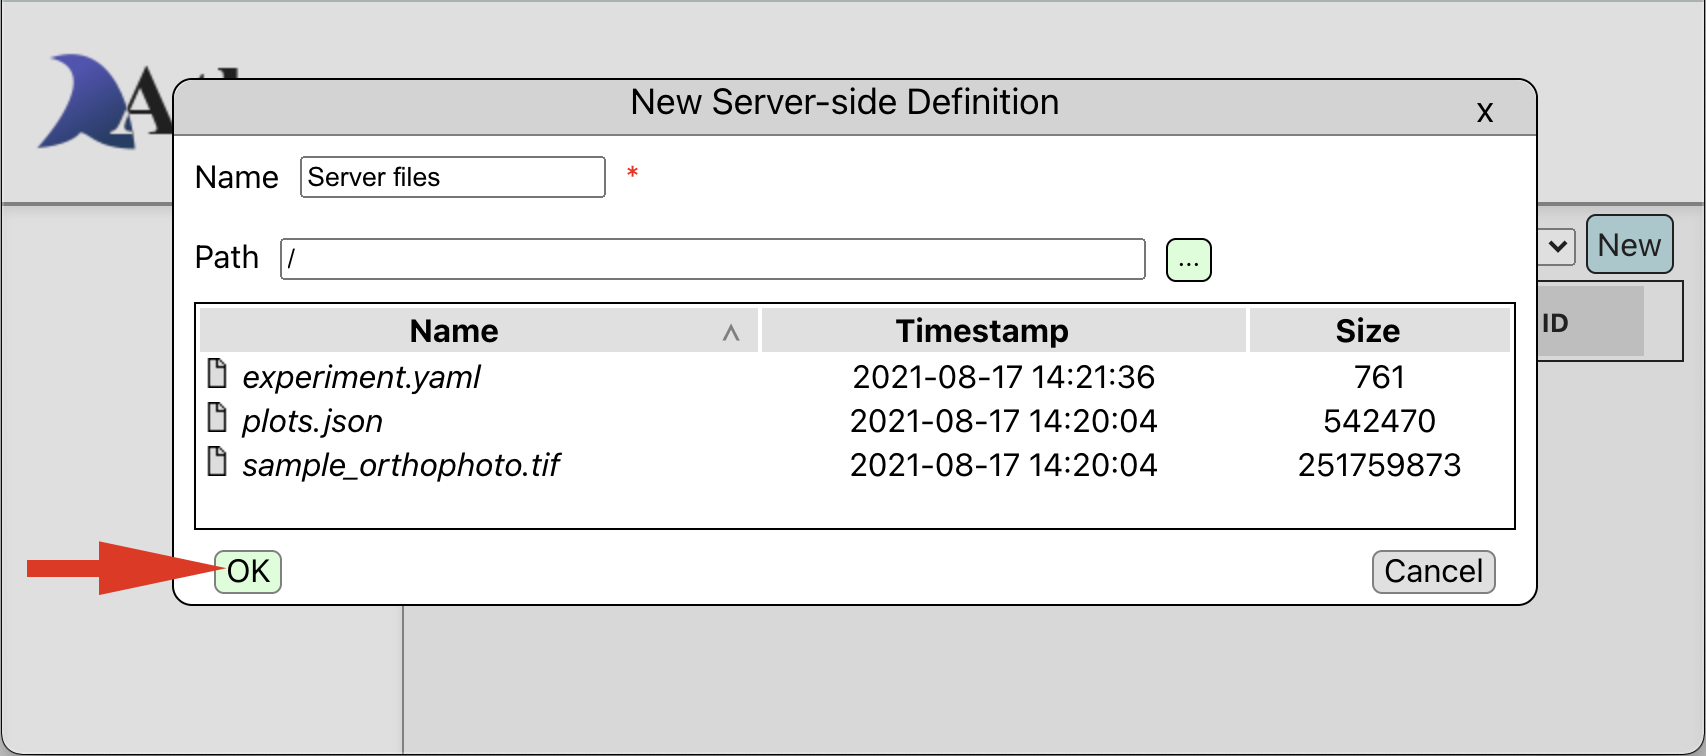 New Server-side Definition x
Name Server files *
Path / ...
New
Name ∧ Timestamp Size
ID
experiment.yaml 2021-08-17 14:21:36 761
plots.json 2021-08-17 14:20:04 542470
sample_orthophoto.tif 2021-08-17 14:20:04 251759873
OK Cancel